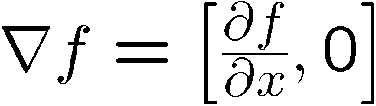 ∇f = [∂f/∂x, 0]